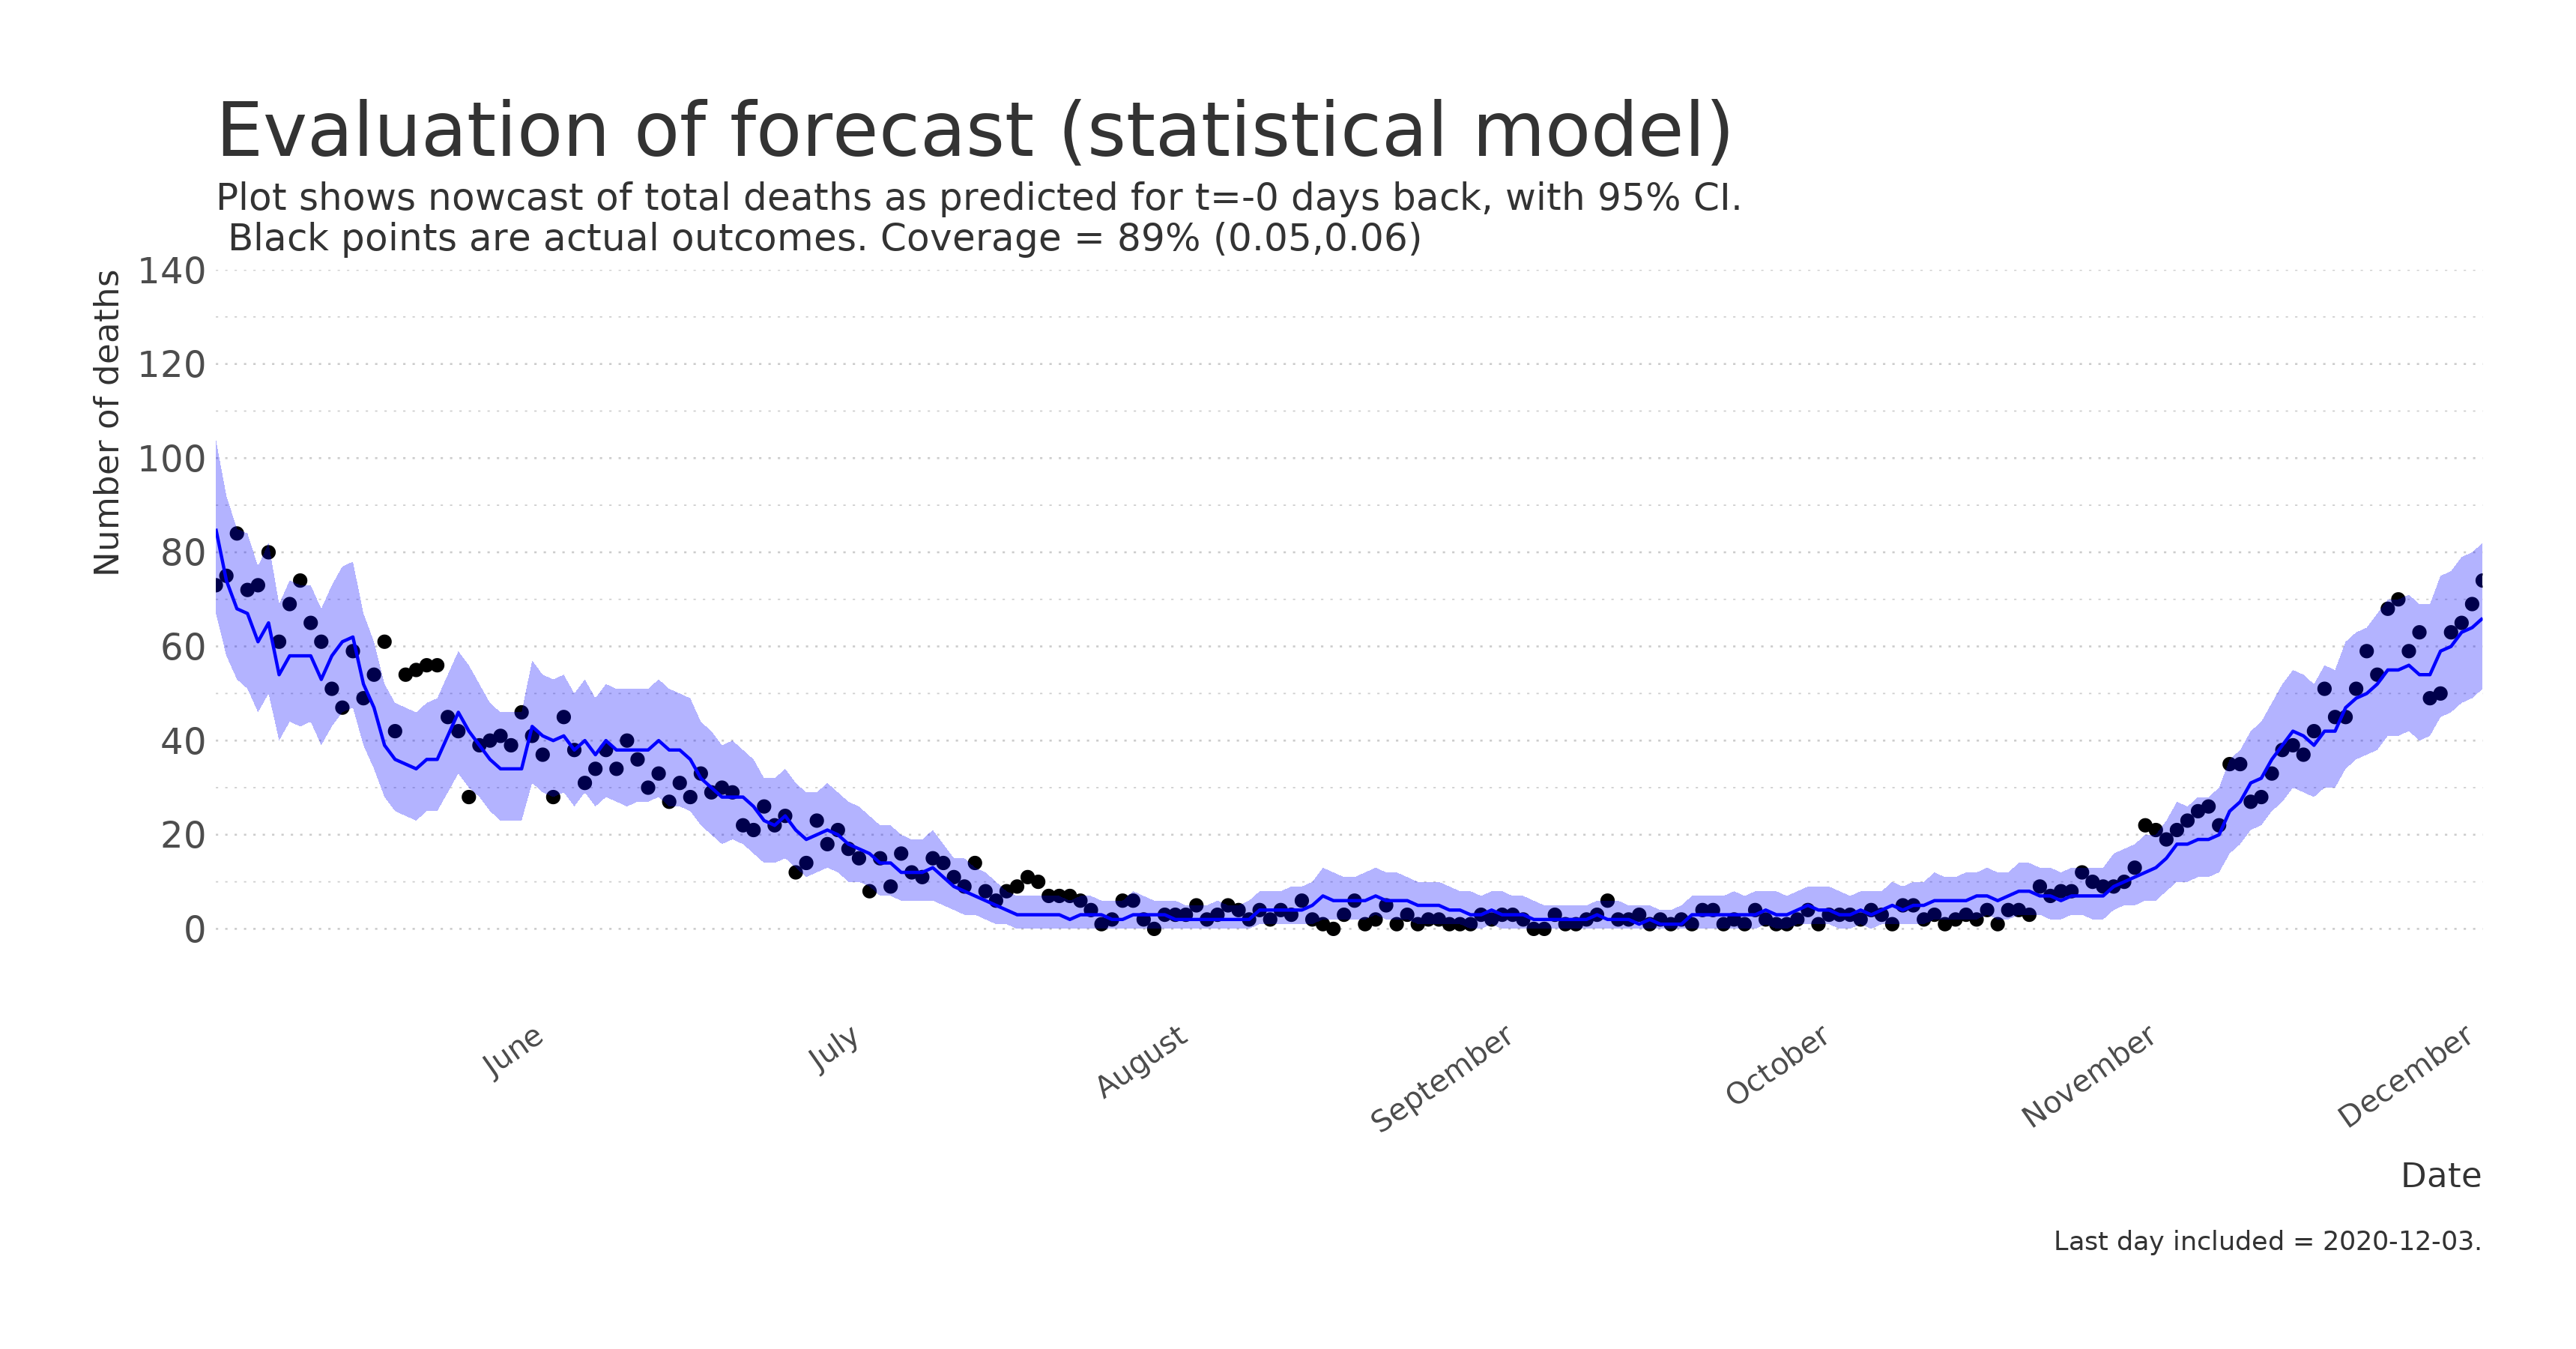 Evaluation of forecast (statistical model)
Plot shows nowcast of total deaths as predicted for t=-0 days back, with 95% CI.
Black points are actual outcomes. Coverage = 89% (0.05,0.06)
Number of deaths
140
120
100
80
60
40
20
0
June
July
August
September
October
November
December
Date
Last day included = 2020-12-03.